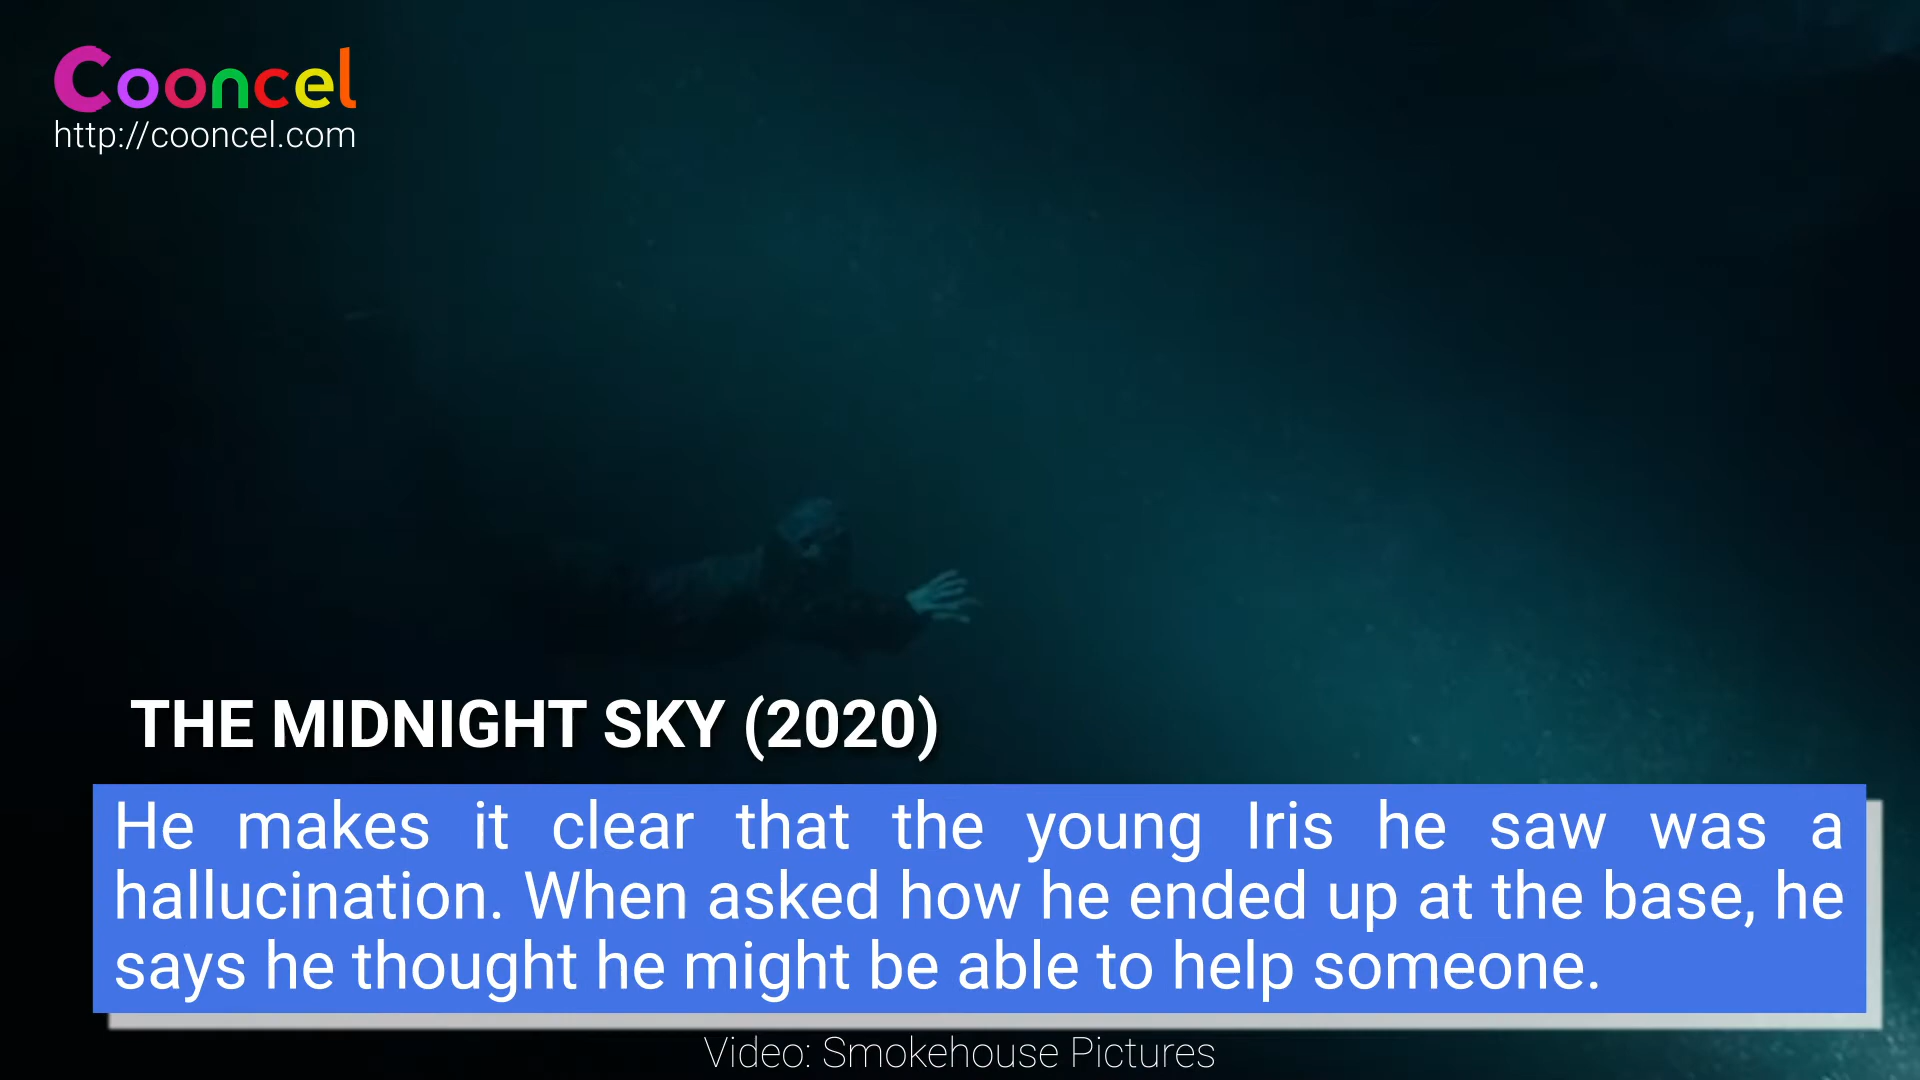 Cooncel
http://cooncel.com
THE MIDNIGHT SKY (2020)
He makes it clear that the young Iris he saw was a
hallucination. When asked how he ended up at the base, he
says he thought he might be able to help someone.
Video: Smokehouse Pictures